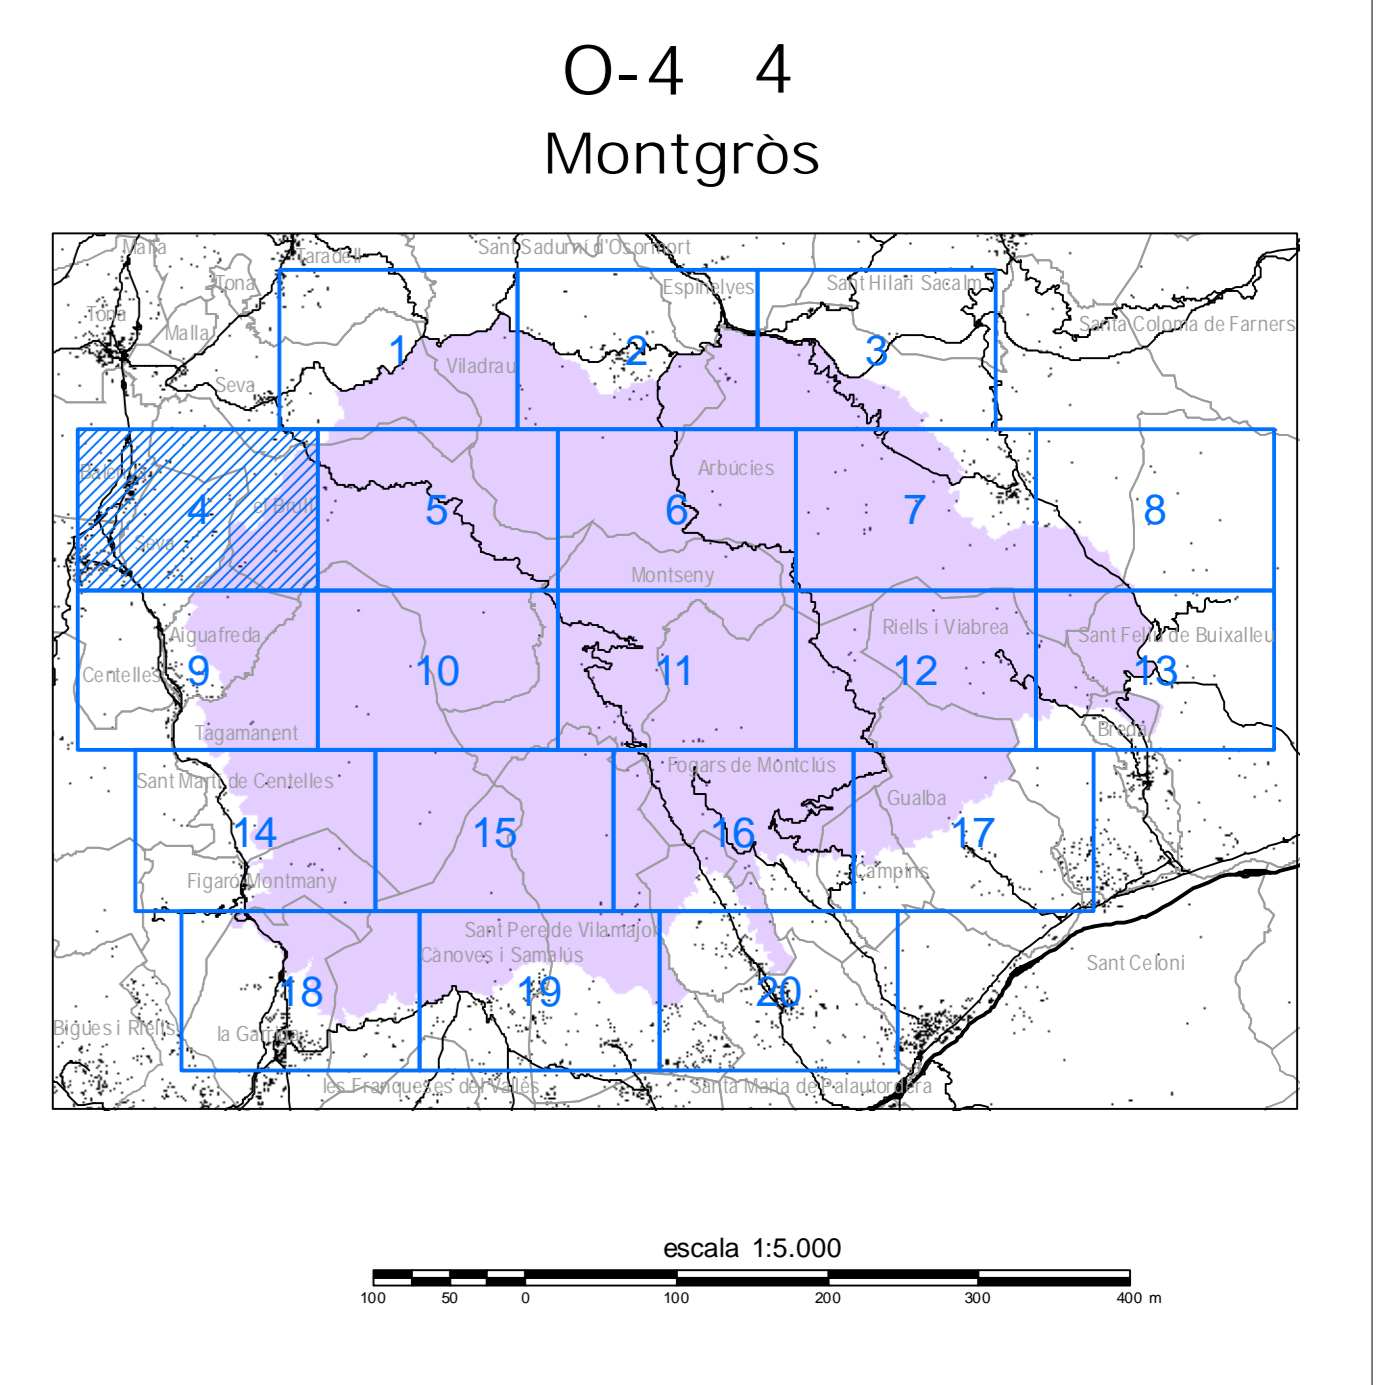 O-4 4
Montgròs
Malla
Taradell
Sant Sadurní d'Osormort
Tona
Espinelves
Sant Hilari Sacalm
Tona
Malla
Santa Coloma de Farners
1
2
3
Viladrau
Seva
Arbúcies
4
el Brull
5
6
7
8
Seva
Montseny
Aiguafreda
Riells i Viabrea
Sant Feliu de Buixalleu
Centelles
9
10
11
12
13
Tagamanent
Breda
Sant Martí de Centelles
Fogars de Montclús
Gualba
14
15
16
17
Figaró-Montmany
Campins
Sant Pere de Vilamajor
Cànoves i Samalús
Sant Celoni
18
19
20
Bigues i Riells
la Garriga
les Franqueses del Vallès
Santa Maria de Palautordera
escala 1:5.000
100 50 0 100 200 300 400 m